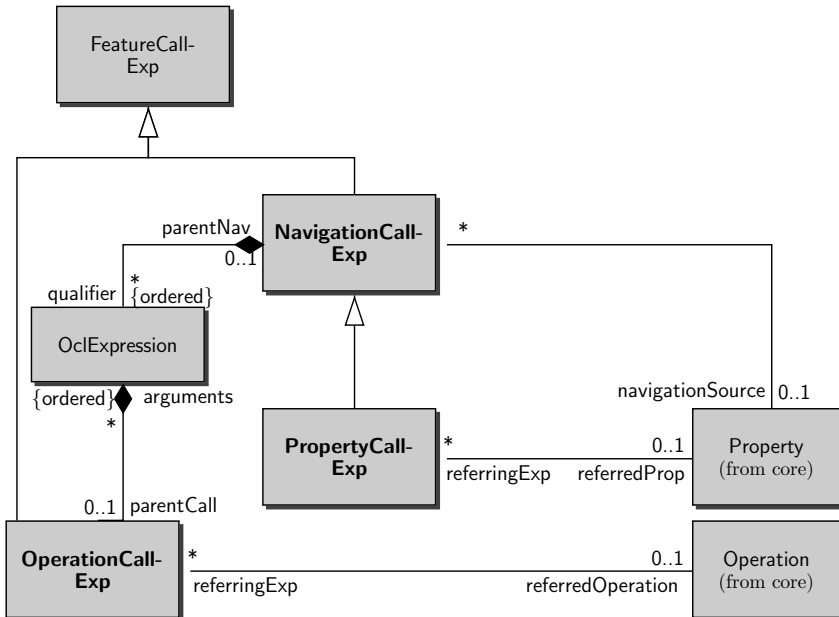 FeatureCall-
Exp
parentNav
0..1
NavigationCall-
Exp
*
*
qualifier
{ordered}
OclExpression
{ordered}
arguments
*
navigationSource
0..1
PropertyCall-
Exp
*
referringExp
0..1
referredProp
Property
(from core)
0..1
parentCall
OperationCall-
Exp
*
referringExp
0..1
referredOperation
Operation
(from core)